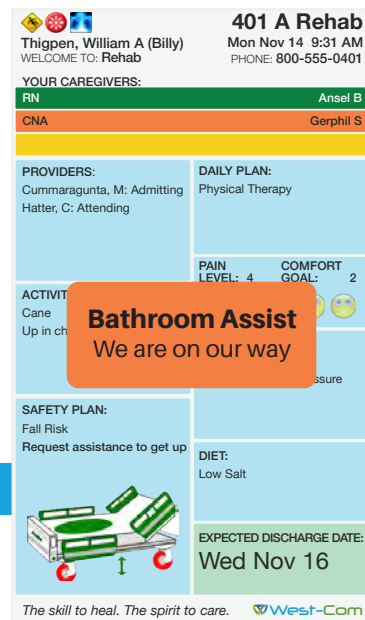 401 A Rehab
Thigpen, William A (Billy)
Mon Nov 14 9:31 AM
WELCOME TO: Rehab
PHONE: 800-555-0401
YOUR CAREGIVERS:
RN Ansel B
CNA Gerphil S
PROVIDERS:
Cummaragunta, M: Admitting
Hatter, C: Attending
DAILY PLAN:
Physical Therapy
PAIN LEVEL: 4
COMFORT GOAL: 2
ACTIVIT
Cane
Up in ch
Bathroom Assist
We are on our way
ssure
SAFETY PLAN:
Fall Risk
Request assistance to get up
DIET:
Low Salt
EXPECTED DISCHARGE DATE:
Wed Nov 16
The skill to heal. The spirit to care.
West-Com